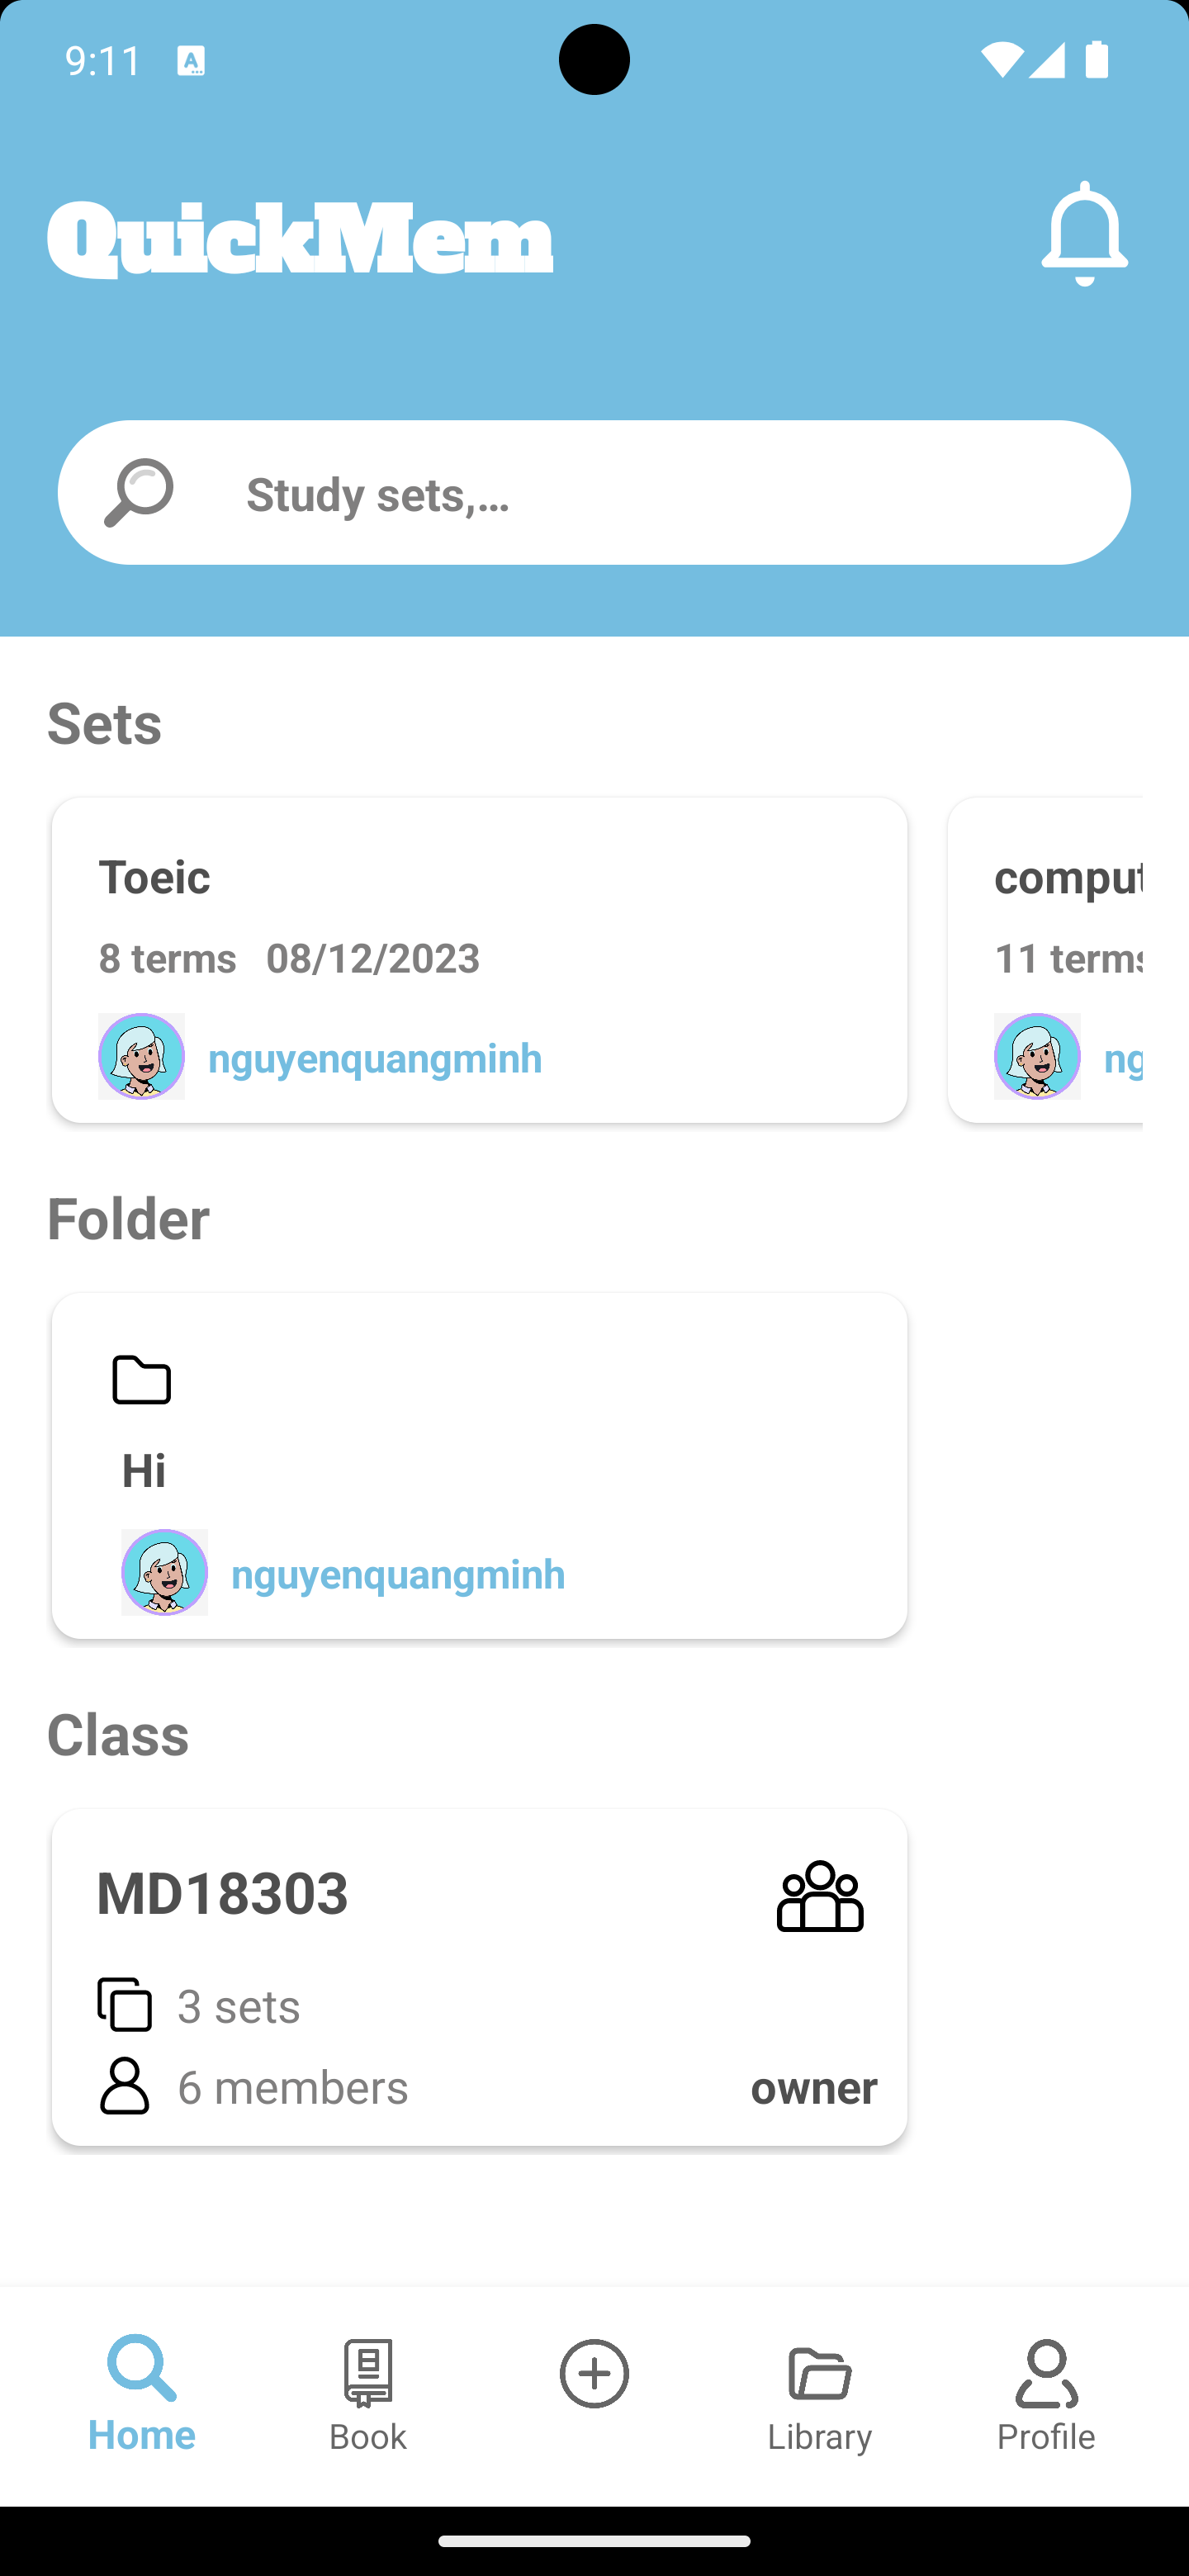 9:11
QuickMem
Study sets,...
Sets
Toeic
8 terms 08/12/2023
nguyenquangminh
comput
11 terms
ng
Folder
Hi
nguyenquangminh
Class
MD18303
3 sets
6 members
owner
Home
Book
Library
Profile